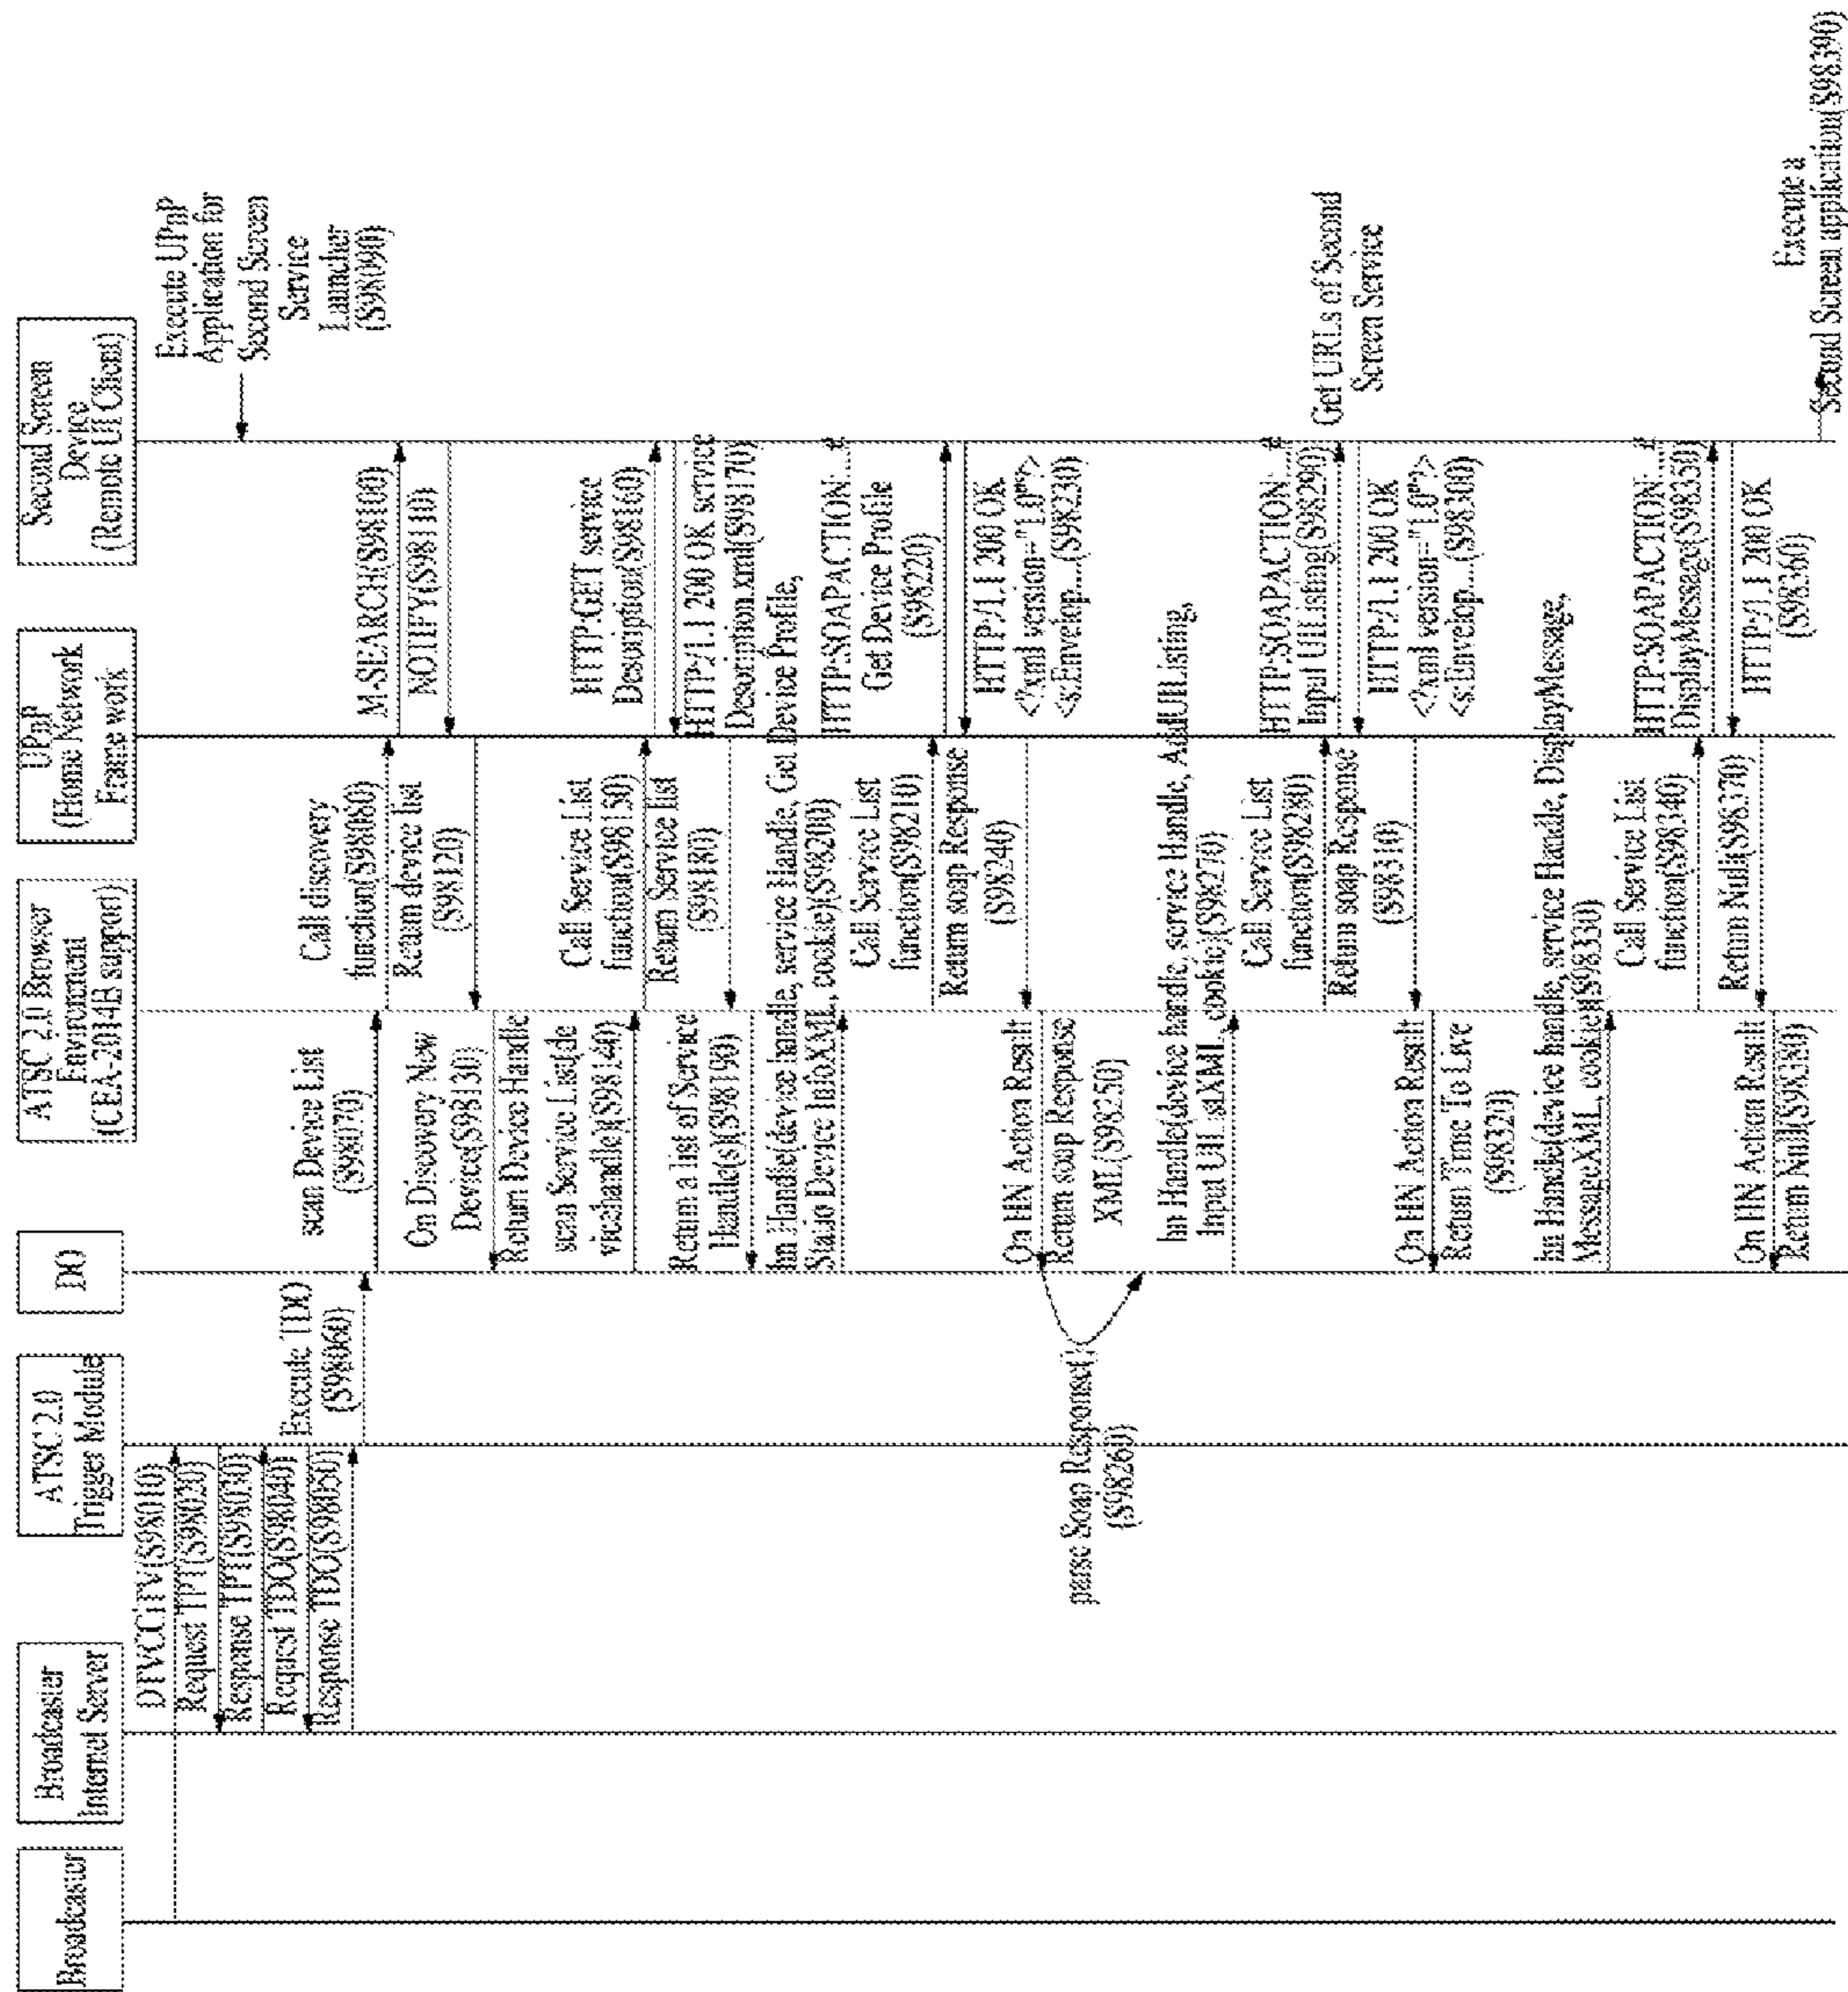 Broadcaster
Broadcaster
Internet Server
ATSC 2.0
Trigger Module
DO
ATSC 2.0 Browser
Environment
(CEA-2014B support)
UPnP
(Home Network
Frame work
Second Screen
Device
(Remote UI Client)
DTVCCiTV(S98010)
Request TPT(S98020)
Response TPT(S98030)
Request TDO(S98040)
Response TDO(S98050)
Execute TDO
(S98060)
scan Device List
(S98070)
Call discovery
function(S98080)
Execute UPnP
Application for
Second Screen
Service
Launcher
(S98090)
M-SEARCH(S98100)
NOTIFY(S98110)
Return device list
(S98120)
On Discovery New
Devices(S98130)
Return Device Handle
scan Service List(de
vicehandle)(S98140)
Call Service List
function(S98150)
HTTP:GET service
Description(S98160)
HTTP:/1.1 200 OK service
Description.xml(S98170)
Return Service list
(S98180)
Return a list of Service
Handle(s)(S98190)
hn Handle(device handle, service Handle, Get Device Profile,
Static Device InfoXML, cookie)(S98200)
Call Service List
function(S98210)
HTTP:SOAPACTION:...#
Get Device Profile
(S98220)
HTTP:/1.1 200 OK
<?xml version="1.0"?>
<s:Envelop...(S98230)
Return soap Response
(S98240)
On HN Action Result
Return soup Response
XML(S98250)
parse Soap Response();
(S98260)
hn Handle(device handle, service Handle, AddUIListing,
Input UIListXML, cookie)(S98270)
Call Service List
function(S98280)
HTTP:SOAPACTION:...#
Input UIListing(S98290)
Get URLs of Second
Screen Service
HTTP:/1.1 200 OK
<?xml version="1.0"?>
<s:Envelop...(S98300)
Return soap Response
(S98310)
On HN Action Result
Return Time To Live
(S98320)
hn Handle(device handle, service Handle, DisplayMessage,
MessageXML, cookie)(S98330)
Call Service List
function(S98340)
HTTP:SOAPACTION:...#
DisplayMessage(S98350)
HTTP:/1.1 200 OK
(S98360)
Return Null(S98370)
On HN Action Result
Return Null(S98380)
Execute a
Second Screen application(S98390)